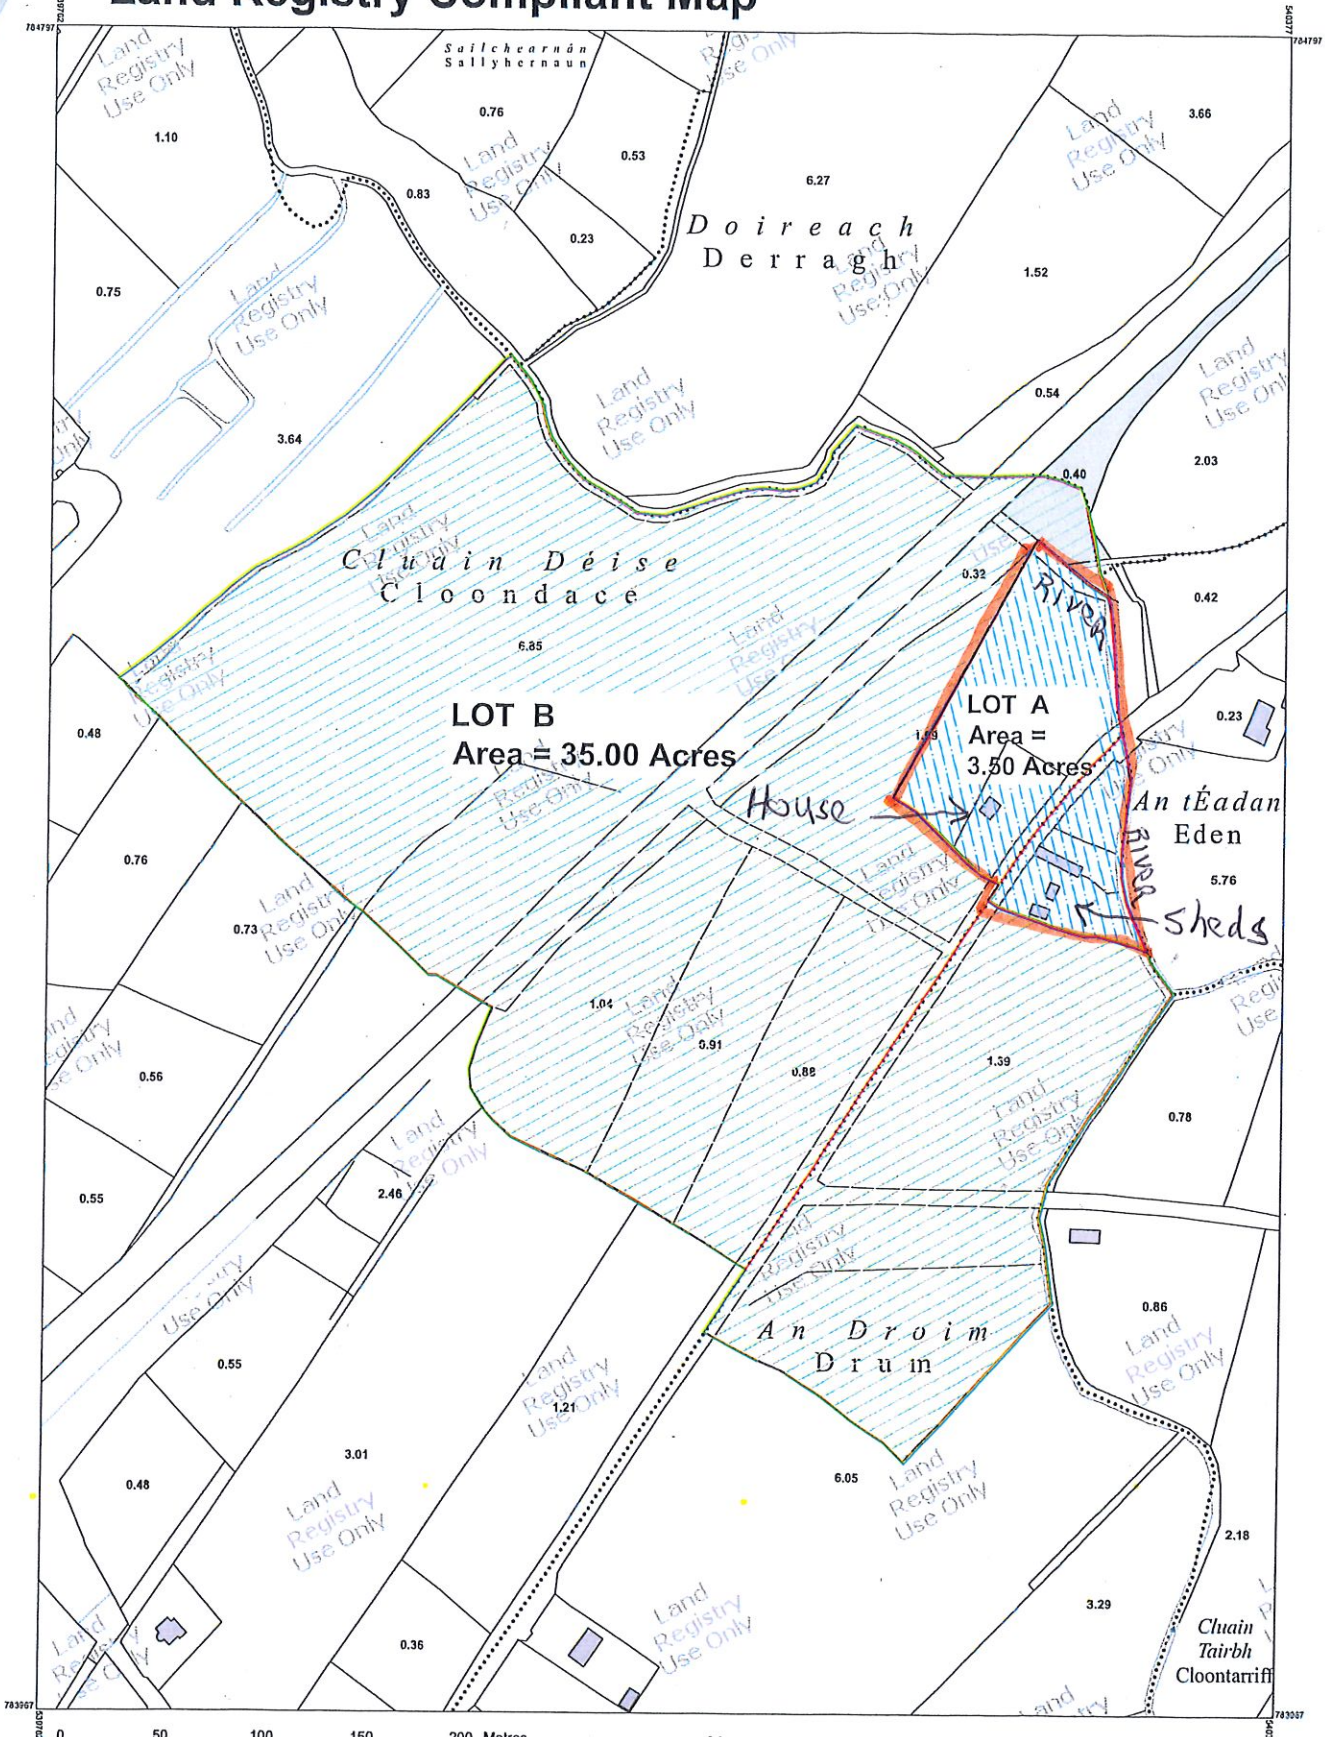 Land Registry Compliant Map
784797
784797
540377
Sailchearnán
Sallyhernaun
3.66
0.76
1.10
0.53
6.27
0.83
Doireach
Derragh
0.23
1.52
0.75
0.54
3.64
2.03
0.40
Cluain Déise
Cloondace
0.32
River
0.42
6.85
LOT B
Area = 35.00 Acres
LOT A
Area =
3.50 Acres
0.23
0.48
House
An tÉadan
Eden
River
0.76
5.76
0.73
Sheds
1.04
0.91
0.88
1.39
0.56
0.78
0.55
2.46
0.86
An Droim
Drum
0.55
1.21
3.01
0.48
6.05
2.18
3.29
0.36
Cluain
Tairbh
Cloontarriff
783967
0 50 100 150 200 Metres
Land
Registry
Use Only